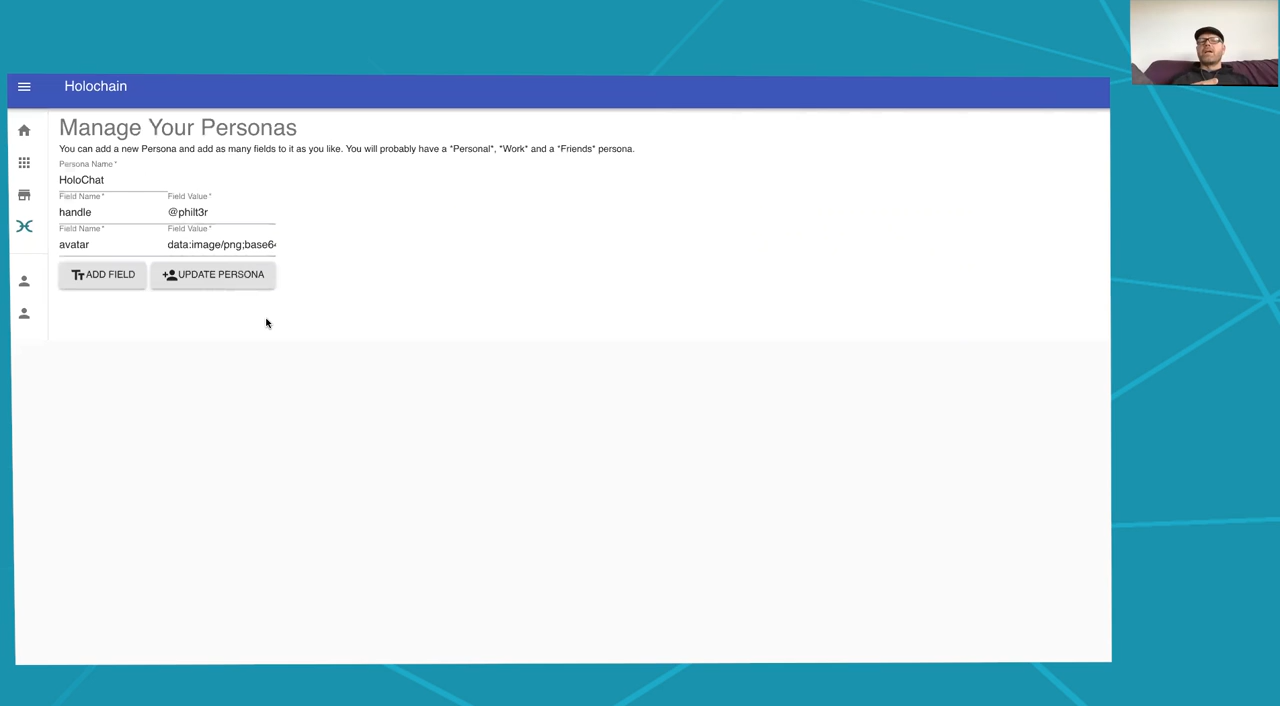 Holochain
Manage Your Personas
You can add a new Persona and add as many fields to it as you like. You will probably have a *Personal*, *Work* and a *Friends* persona.
Persona Name *
HoloChat
Field Name * Field Value *
handle @philt3r
Field Name * Field Value *
avatar data:image/png;base64
ADD FIELD UPDATE PERSONA